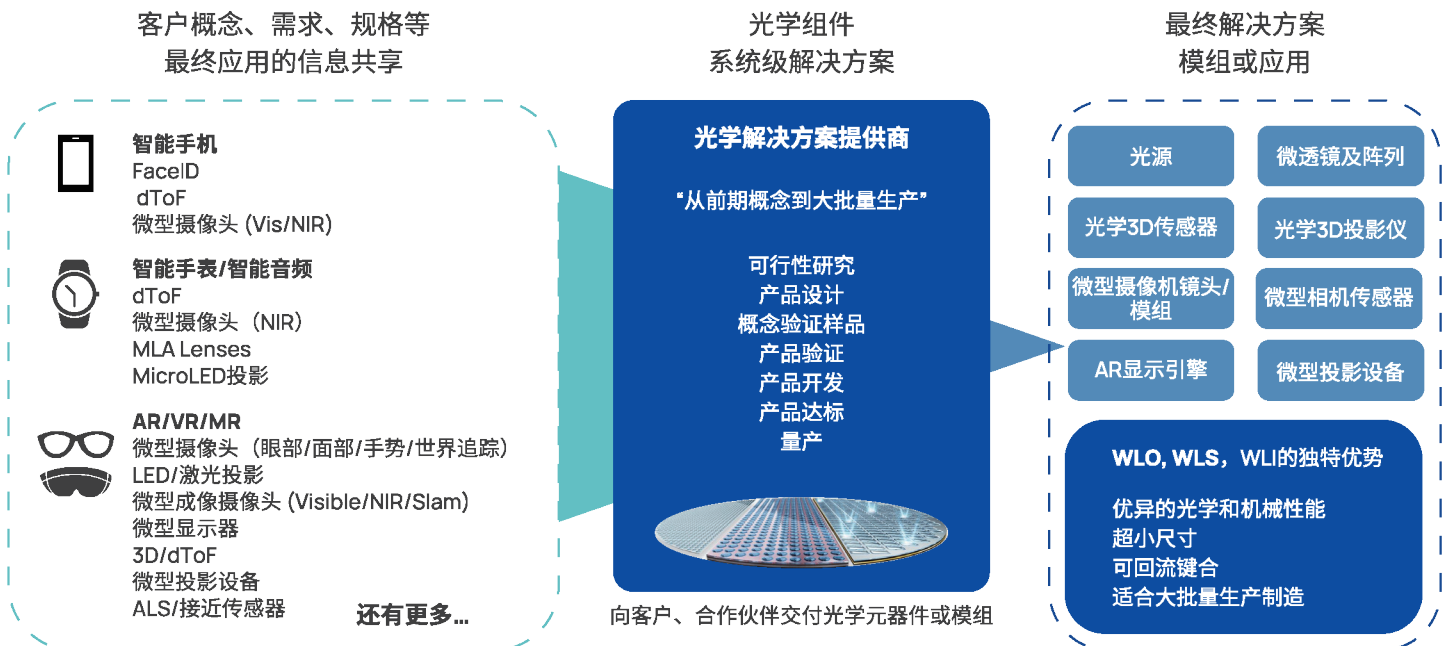 客户概念、需求、规格等
最终应用的信息共享
智能手机
FaceID
dToF
微型摄像头 (Vis/NIR)
智能手表/智能音频
dToF
微型摄像头（NIR）
MLA Lenses
MicroLED投影
AR/VR/MR
微型摄像头（眼部/面部/手势/世界追踪）
LED/激光投影
微型成像摄像头 (Visible/NIR/Slam)
微型显示器
3D/dToF
微型投影设备
ALS/接近传感器
还有更多...
光学组件
系统级解决方案
光学解决方案提供商
“从前期概念到大批量生产”
可行性研究
产品设计
概念验证样品
产品验证
产品开发
产品达标
量产
向客户、合作伙伴交付光学元器件或模组
最终解决方案
模组或应用
光源
微透镜及阵列
光学3D传感器
光学3D投影仪
微型摄像机镜头/
模组
微型相机传感器
AR显示引擎
微型投影设备
WLO, WLS，WLI的独特优势
优异的光学和机械性能
超小尺寸
可回流键合
适合大批量生产制造